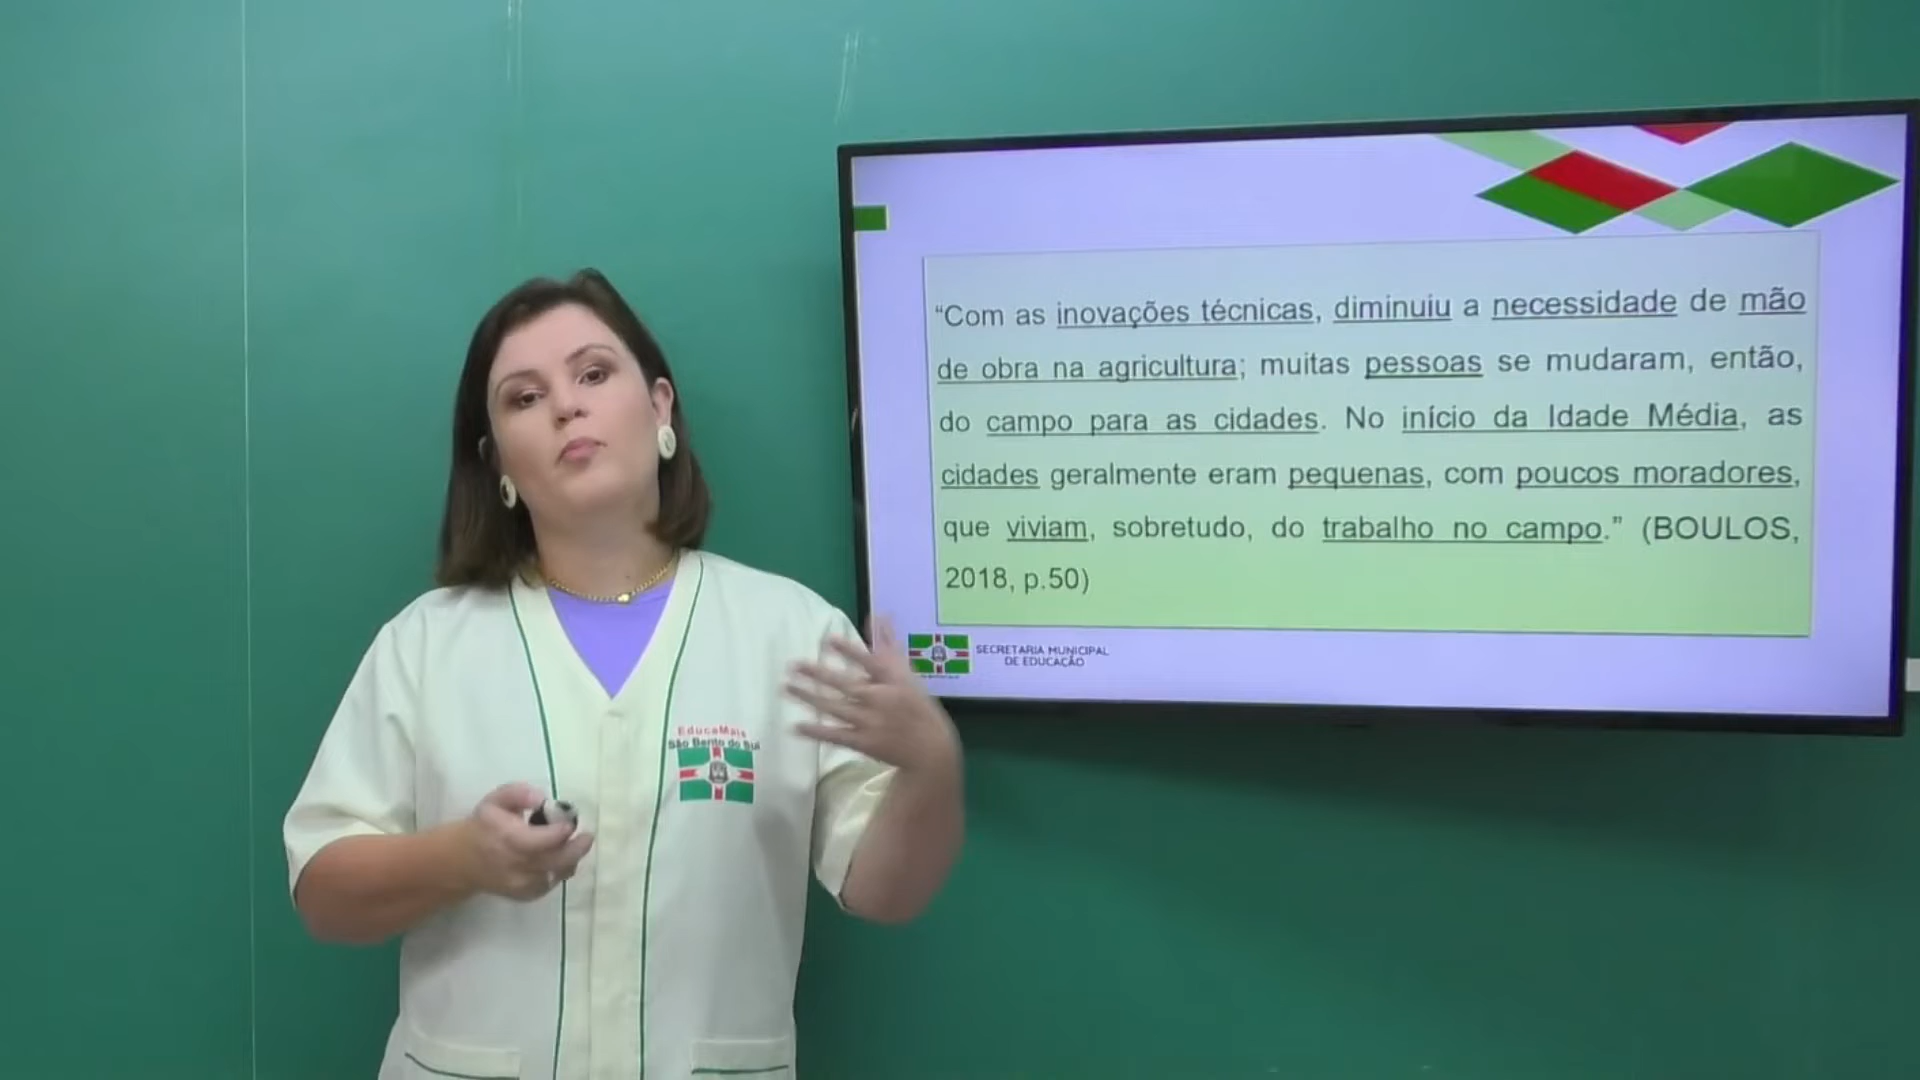 “Com as inovações técnicas, diminuiu a necessidade de mão
de obra na agricultura; muitas pessoas se mudaram, então,
do campo para as cidades. No início da Idade Média, as
cidades geralmente eram pequenas, com poucos moradores,
que viviam, sobretudo, do trabalho no campo.” (BOULOS,
2018, p.50)
SECRETARIA MUNICIPAL
DE EDUCAÇÃO
EducaMais
São Bento do Sul